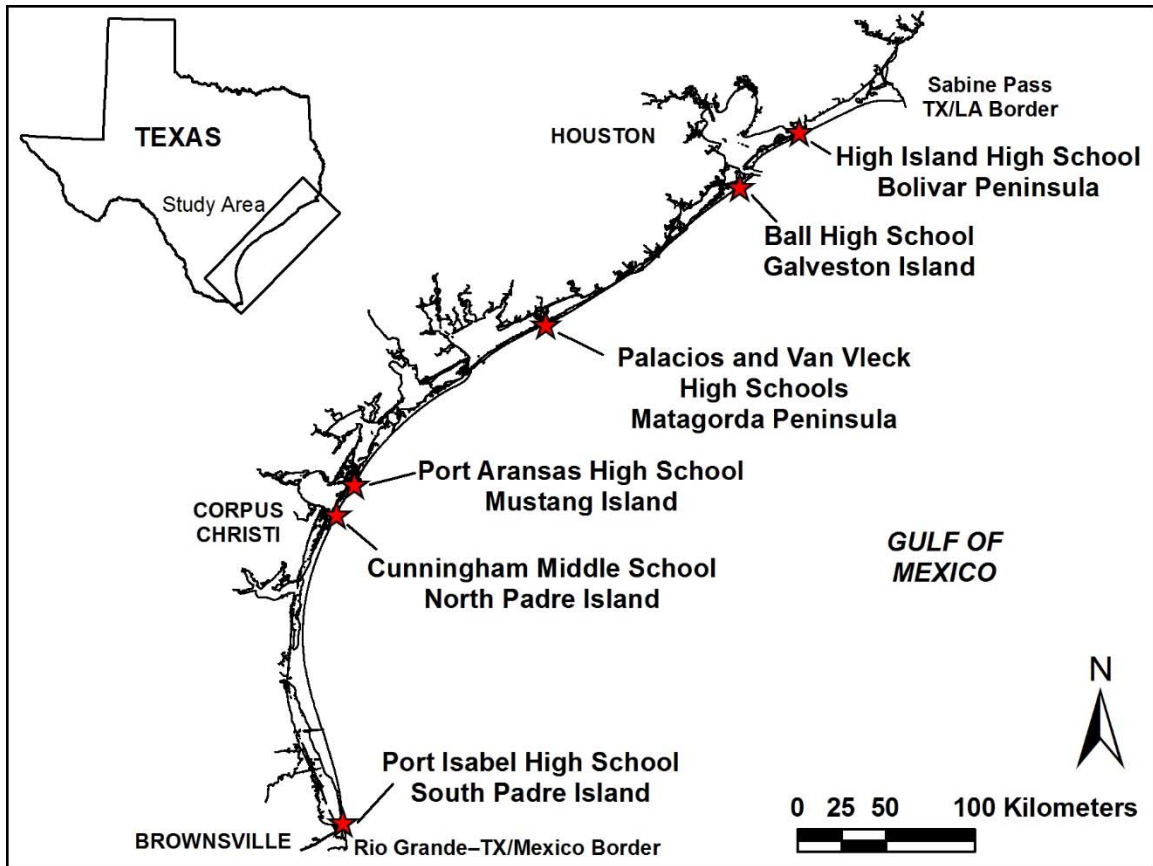 TEXAS
Study Area
Sabine Pass
TX/LA Border
HOUSTON
High Island High School
Bolivar Peninsula
Ball High School
Galveston Island
Palacios and Van Vleck
High Schools
Matagorda Peninsula
Port Aransas High School
Mustang Island
CORPUS
CHRISTI
Cunningham Middle School
North Padre Island
GULF OF
MEXICO
N
Port Isabel High School
South Padre Island
0 25 50 100 Kilometers
BROWNSVILLE
Rio Grande–TX/Mexico Border